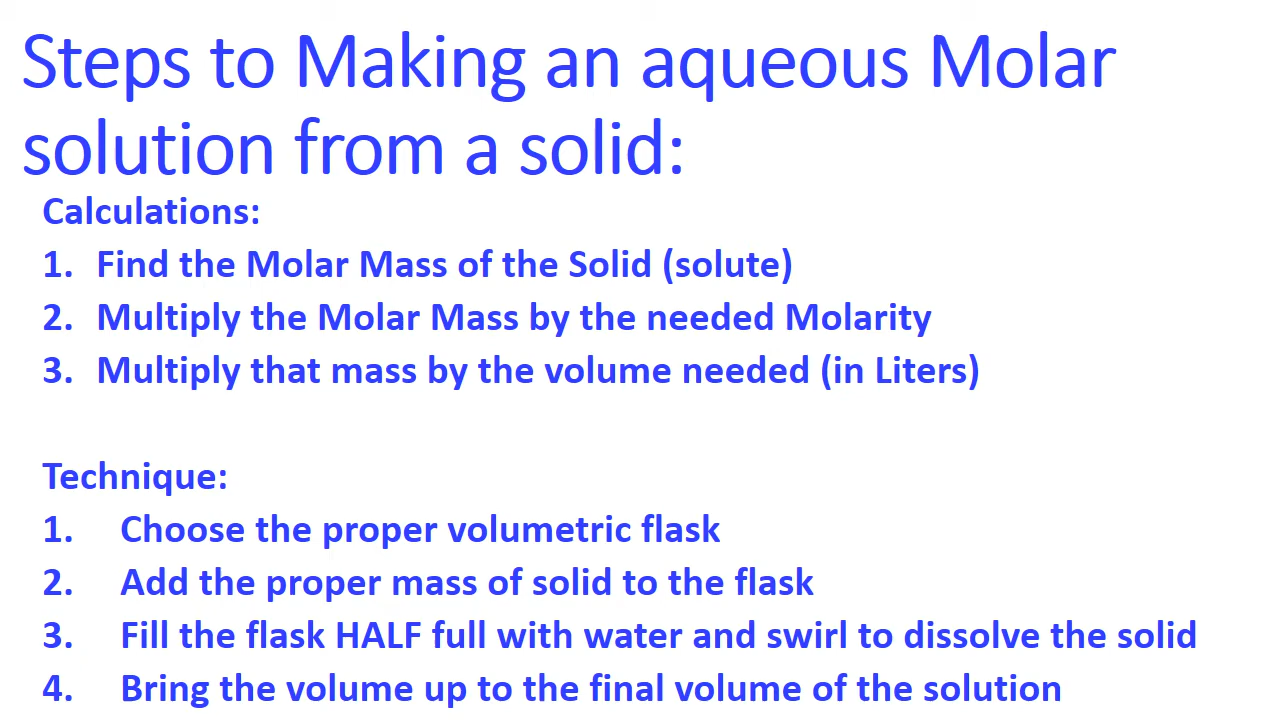 Steps to Making an aqueous Molar
solution from a solid:
Calculations:
1. Find the Molar Mass of the Solid (solute)
2. Multiply the Molar Mass by the needed Molarity
3. Multiply that mass by the volume needed (in Liters)
Technique:
1. Choose the proper volumetric flask
2. Add the proper mass of solid to the flask
3. Fill the flask HALF full with water and swirl to dissolve the solid
4. Bring the volume up to the final volume of the solution